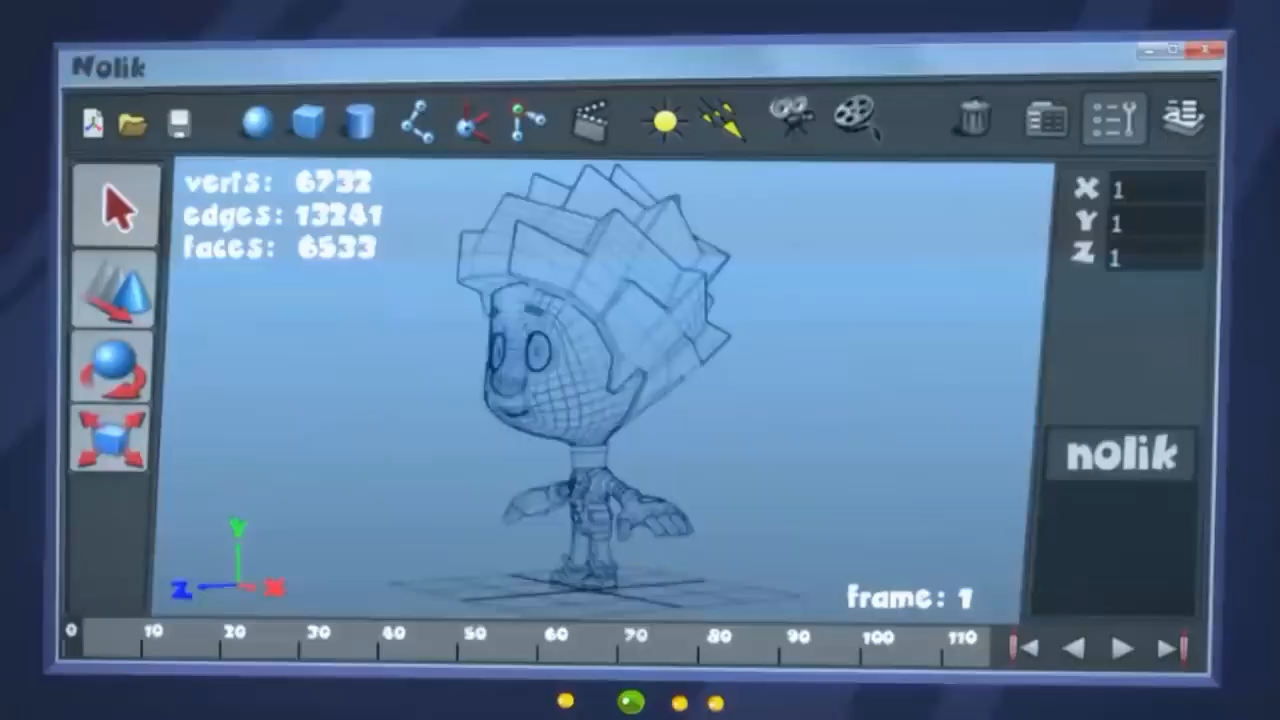 Nolik
verts: 6732
edges: 13241
faces: 6533
X 1
Y 1
Z 1
nolik
Y
Z X
frame: 1
0 10 20 30 40 50 60 70 80 90 100 110